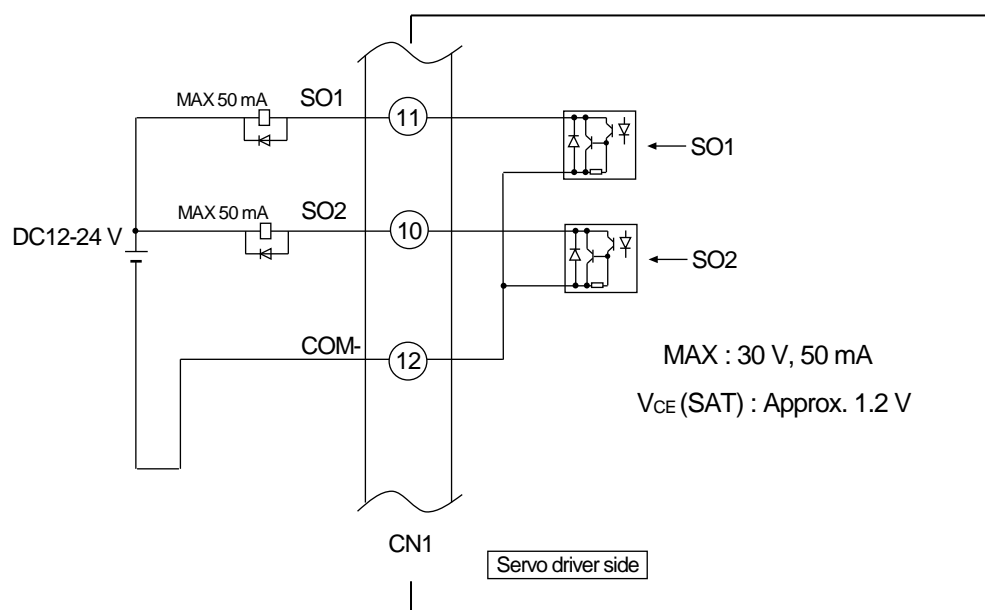 MAX 50 mA
SO1
11
SO1
MAX 50 mA
SO2
10
DC12-24 V
SO2
COM-
12
MAX : 30 V, 50 mA
VCE (SAT) : Approx. 1.2 V
CN1
Servo driver side